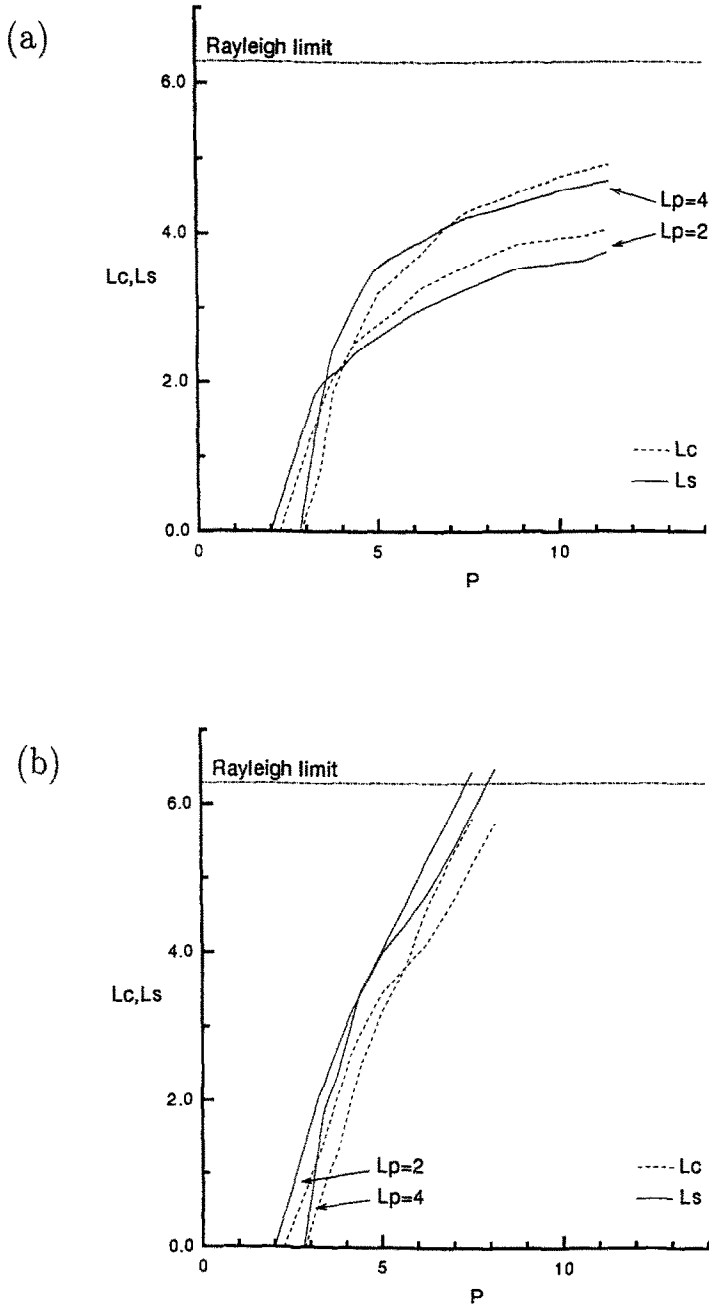 (a)
Rayleigh limit
6.0
Lp=4
4.0
Lp=2
Lc,Ls
2.0
Lc
Ls
0.0
0 5 10
P
(b)
Rayleigh limit
6.0
4.0
Lc,Ls
2.0
Lp=2 Lc
Lp=4 Ls
0.0
0 5 10
P